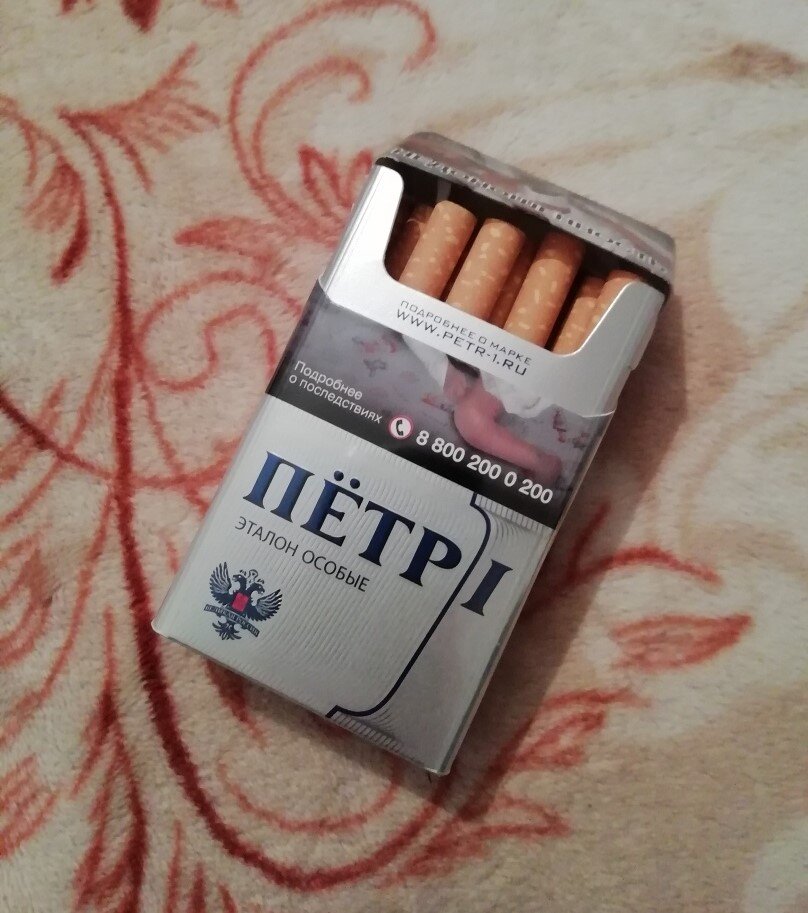 ПОДРОБНЕЕ О МАРКЕ
WWW.PETR-1.RU
Подробнее
о последствиях
8 800 200 0 200
ПЁТР I
ЭТАЛОН ОСОБЫЕ